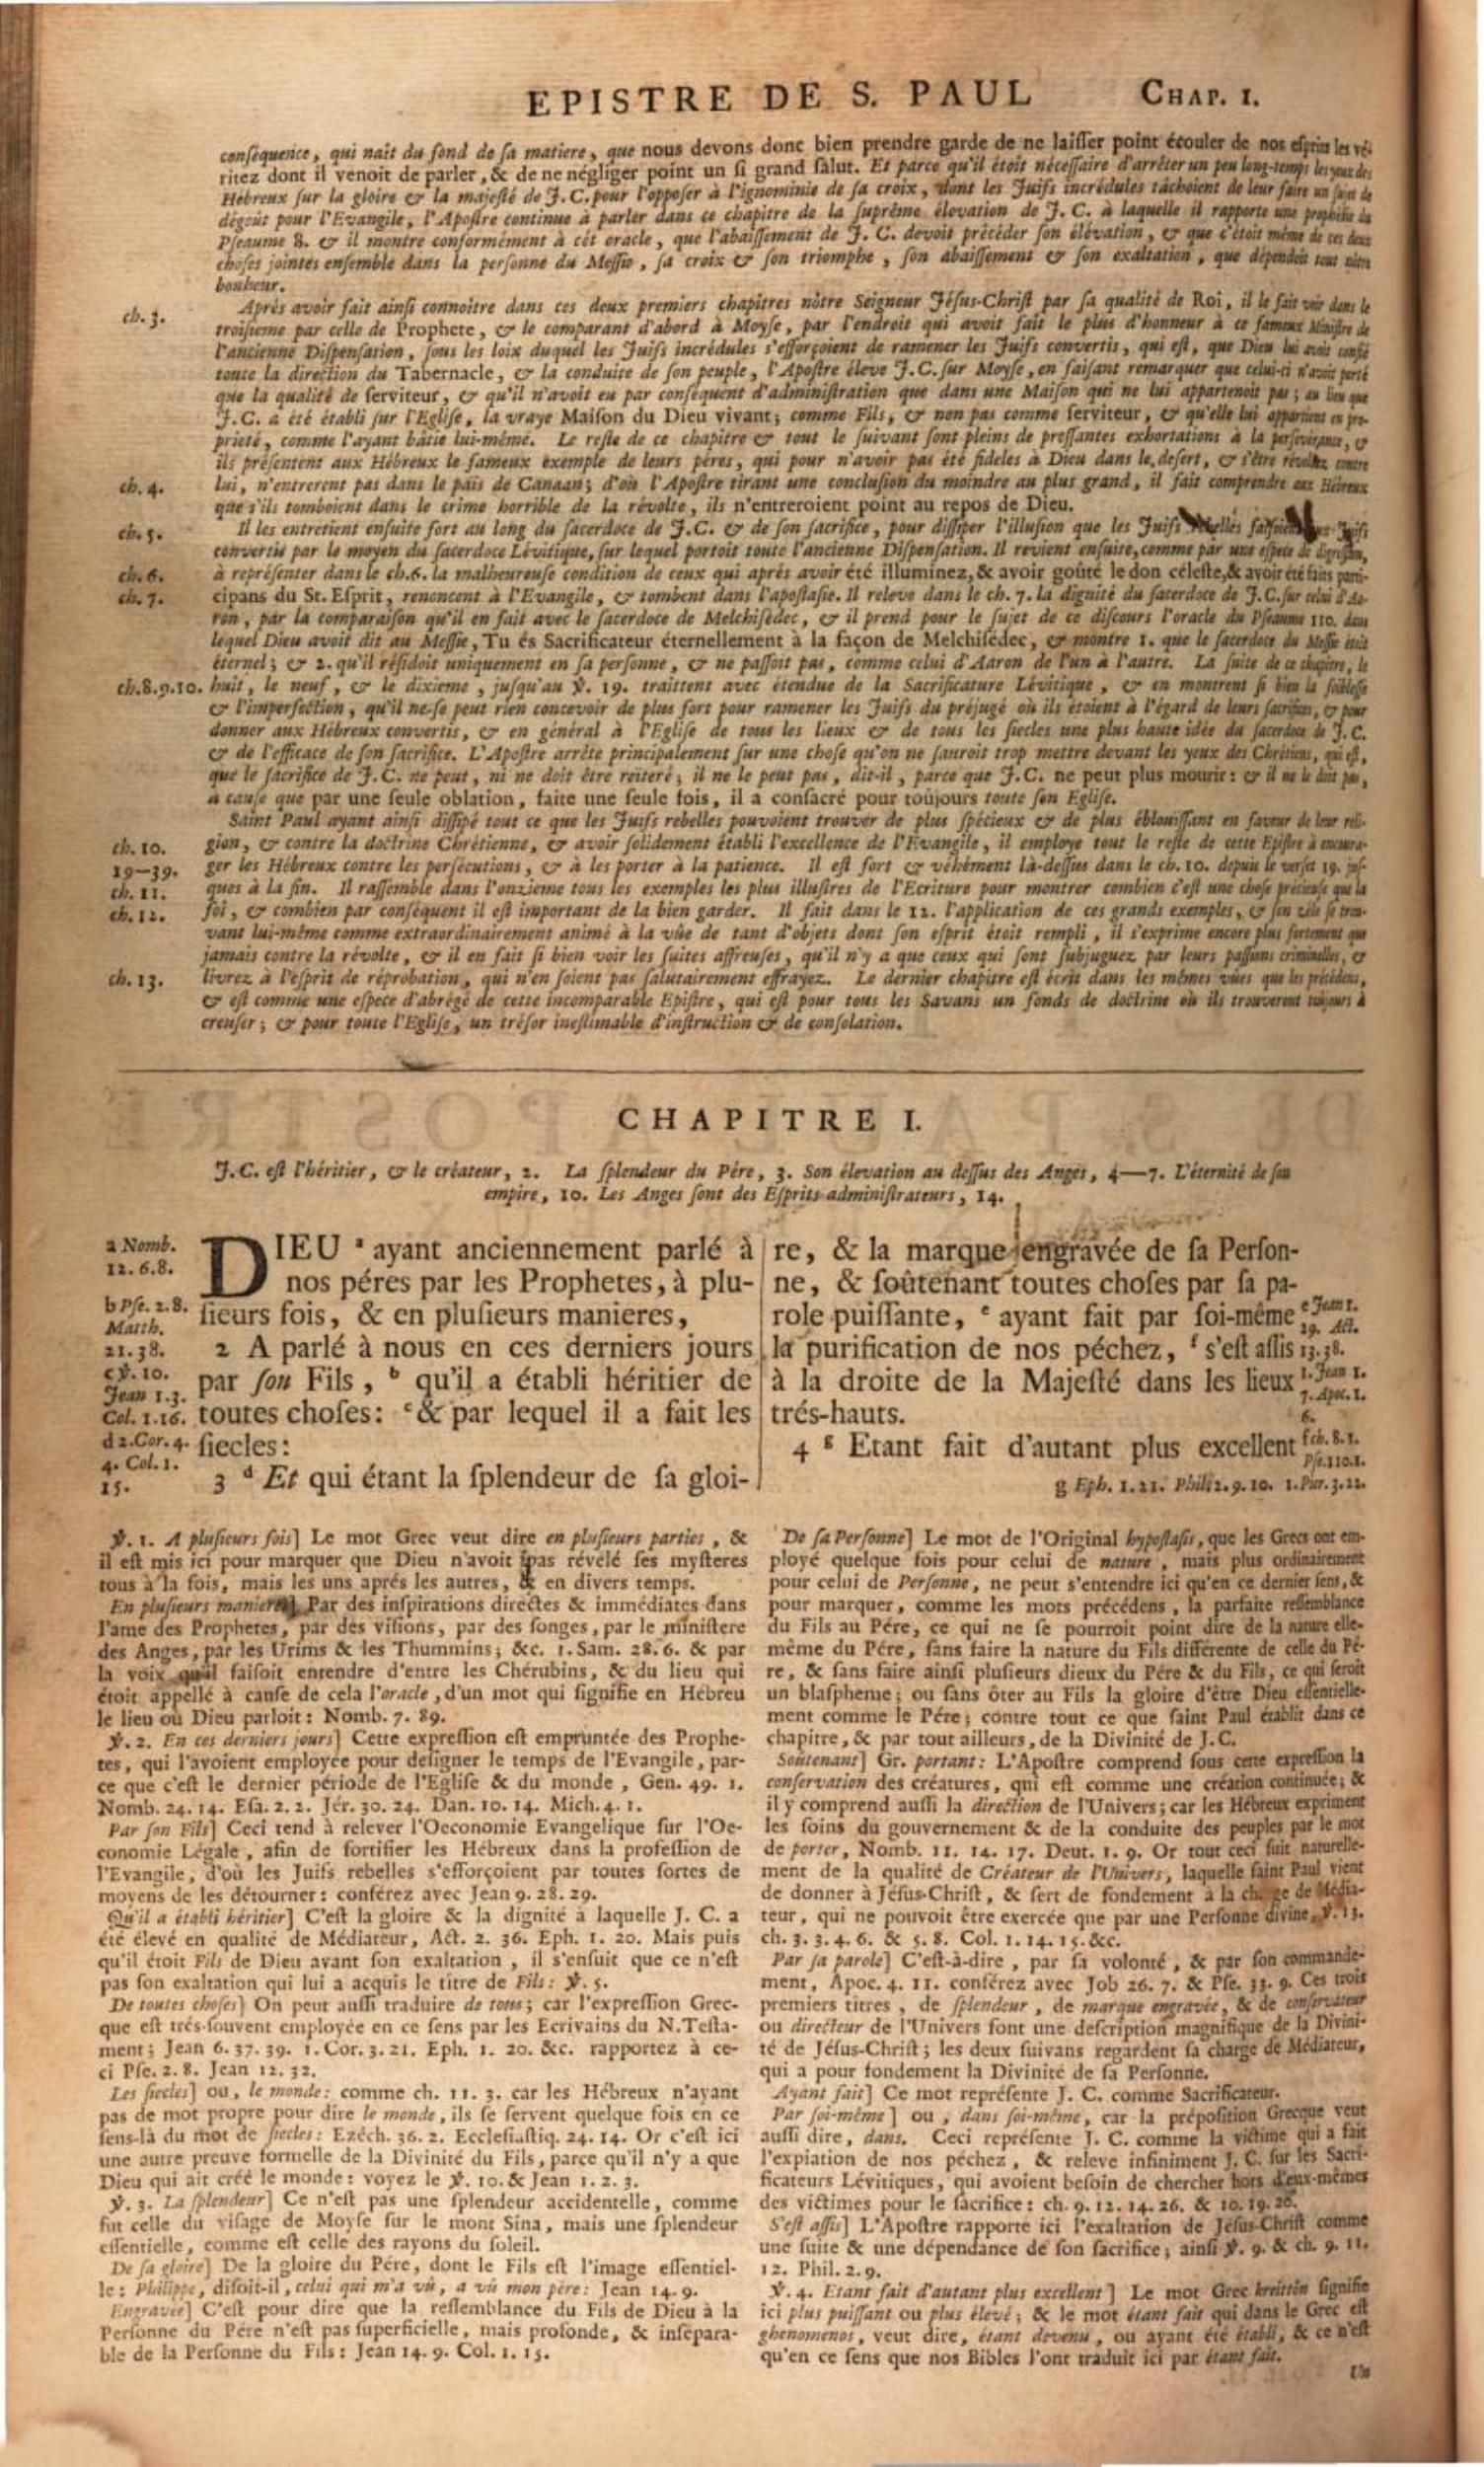 EPISTRE DE S. PAUL CHAP. I.
conséquence, qui naît du fond de sa matiere, que nous devons donc bien prendre garde de ne laisser point écouler de nos esprits les vé-
ritez dont il venoit de parler, & de ne négliger point un si grand salut. Et parce qu'il étoit nécessaire d'arrêter un peu long-temps les yeux des
Hébreux sur la gloire & la majesté de J. C. pour l'opposer à l'ignominie de sa croix, dont les Juifs incrédules tâchoient de leur faire un sujet de
dégoût pour l'Evangile, l'Apostre continue à parler dans ce chapitre de la suprême élevation de J. C. à laquelle il rapporte une prophétie du
Pseaume 8. & il montre conformément à cét oracle, que l'abaissement de J. C. devoit précéder son élévation, & que c'étoit même de ces deux
choses jointes ensemble dans la personne du Messie, sa croix & son triomphe, son abaissement & son exaltation, que dépendoit tout nôtre
bonheur.
ch. 3. Aprés avoir fait ainsi connoître dans ces deux premiers chapitres nôtre Seigneur Jésus-Christ par sa qualité de Roi, il le fait voir dans le
troisieme par celle de Prophete, & le comparant d'abord à Moyse, par l'endroit qui avoit fait le plus d'honneur à ce fameux Ministre de
l'ancienne Dispensation, sous les loix duquel les Juifs incrédules s'efforçoient de ramener les Juifs convertis, qui est, que Dieu lui avoit confié
toute la direction du Tabernacle, & la conduite de son peuple, l'Apostre éleve J. C. sur Moyse, en faisant remarquer que celui-ci n'avoit porté
que la qualité de serviteur, & qu'il n'avoit eu par conséquent d'administration que dans une Maison qui ne lui appartenoit pas; au lieu que
J. C. a été établi sur l'Eglise, la vraye Maison du Dieu vivant; comme Fils, & non pas comme serviteur, & qu'elle lui appartient en pro-
prieté, comme l'ayant bâtie lui-même. Le reste de ce chapitre & tout le suivant sont pleins de pressantes exhortations à la persévérance, &
ils présentent aux Hébreux le fameux exemple de leurs péres, qui pour n'avoir pas été fideles à Dieu dans le desert, & s'être révoltez contre
ch. 4. lui, n'entrerent pas dans le païs de Canaan; d'où l'Apostre tirant une conclusion du moindre au plus grand, il fait comprendre aux Hébreux
que s'ils tomboient dans le crime horrible de la révolte, ils n'entreroient point au repos de Dieu.
ch. 5. Il les entretient ensuite fort au long du sacerdoce de J. C. & de son sacrifice, pour dissiper l'illusion que les Juifs rebelles aux Juifs
convertis par le moyen du sacerdoce Lévitique, sur lequel portoit toute l'ancienne Dispensation. Il revient ensuite, comme par une espece de digression,
ch. 6. à représenter dans le ch. 6. la malheureuse condition de ceux qui aprés avoir été illuminez, & avoir goûté le don céleste, & avoir été faits parti-
ch. 7. cipans du St. Esprit, renoncent à l'Evangile, & tombent dans l'apostasie. Il releve dans le ch. 7. la dignité du sacerdoce de J. C. sur celui d'Aa-
ron, par la comparaison qu'il en fait avec le sacerdoce de Melchisédec, & il prend pour le sujet de ce discours l'oracle du Pseaume 110. dans
lequel Dieu avoit dit au Messie, Tu és Sacrificateur éternellement à la façon de Melchisédec, & montre 1. que le sacerdoce du Messie étoit
éternel; & 2. qu'il résidoit uniquement en sa personne, & ne passoit pas, comme celui d'Aaron de l'un à l'autre. La suite de ce chapitre, le
ch. 8. 9. 10. huit, le neuf, & le dixieme, jusqu'au ℣. 19. traittent avec étendue de la Sacrificature Lévitique, & en montrent si bien la foiblesse
& l'imperfection, qu'il ne se peut rien concevoir de plus fort pour ramener les Juifs du préjugé où ils étoient à l'égard de leurs sacrifices, & pour
donner aux Hébreux convertis, & en général à l'Eglise de tous les lieux & de tous les siecles une plus haute idée du sacerdoce de J. C.
& de l'efficace de son sacrifice. L'Apostre arrête principalement sur une chose qu'on ne sauroit trop mettre devant les yeux des Chrétiens, qui est,
que le sacrifice de J. C. ne peut, ni ne doit être reiteré; il ne le peut pas, dit-il, parce que J. C. ne peut plus mourir: & il ne le doit pas,
à cause que par une seule oblation, faite une seule fois, il a consacré pour toûjours toute son Eglise.
Saint Paul ayant ainsi dissipé tout ce que les Juifs rebelles pouvoient trouver de plus spécieux & de plus éblouissant en faveur de leur reli-
ch. 10. gion, & contre la doctrine Chrétienne, & avoir solidement établi l'excellence de l'Evangile, il employe tout le reste de cette Epistre à encoura-
19–39. ger les Hébreux contre les persécutions, & à les porter à la patience. Il est fort & véhément là-dessus dans le ch. 10. depuis le verset 19. jus-
ch. 11. ques à la fin. Il rassemble dans l'onzieme tous les exemples les plus illustres de l'Ecriture pour montrer combien c'est une chose précieuse que la
ch. 12. foi, & combien par conséquent il est important de la bien garder. Il fait dans le 12. l'application de ces grands exemples, & son zéle se trou-
vant lui-même comme extraordinairement animé à la vûe de tant d'objets dont son esprit étoit rempli, il s'exprime encore plus fortement que
jamais contre la révolte, & il en fait si bien voir les suites affreuses, qu'il n'y a que ceux qui sont subjuguez par leurs passions criminelles, &
ch. 13. livrez à l'esprit de réprobation, qui n'en soient pas salutairement effrayez. Le dernier chapitre est écrit dans les mêmes vûes que les précédens,
& est comme une espece d'abrégé de cette incomparable Epistre, qui est pour tous les Savans un fonds de doctrine où ils trouveront toûjours à
creuser; & pour toute l'Eglise, un trésor inestimable d'instruction & de consolation.
CHAPITRE I.
J. C. est l'héritier, & le créateur, 2. La splendeur du Pére, 3. Son élevation au dessus des Anges, 4—7. L'éternité de son
empire, 10. Les Anges sont des Esprits administrateurs, 14.
a Nomb.
12. 6. 8.
b Pse. 2. 8.
Matth.
21. 38.
c ℣. 10.
Jean 1. 3.
Col. 1. 16.
d 2. Cor. 4.
4. Col. 1.
15.
DIEU a ayant anciennement parlé à
nos péres par les Prophetes, à plu-
sieurs fois, & en plusieurs manieres,
2 A parlé à nous en ces derniers jours
par son Fils, b qu'il a établi héritier de
toutes choses: c & par lequel il a fait les
siecles:
3 d Et qui étant la splendeur de sa gloi-
re, & la marque engravée de sa Person-
ne, & soûtenant toutes choses par sa pa-
role puissante, e ayant fait par soi-même
la purification de nos péchez, f s'est assis
à la droite de la Majesté dans les lieux
trés-hauts.
4 g Etant fait d'autant plus excellent
e Jean 1.
19. Act.
13. 38.
1. Jean 1.
7. Apoc. 1.
6.
f ch. 8. 1.
Pse. 110. 1.
g Eph. 1. 21. Phil. 2. 9. 10. 1. Pier. 3. 22.
℣. 1. A plusieurs fois] Le mot Grec veut dire en plusieurs parties, &
il est mis ici pour marquer que Dieu n'avoit pas révélé ses mysteres
tous à la fois, mais les uns aprés les autres, & en divers temps.
En plusieurs manieres] Par des inspirations directes & immédiates dans
l'ame des Prophetes, par des visions, par des songes, par le ministere
des Anges, par les Urims & les Thummins; &c. 1. Sam. 28. 6. & par
la voix qu'il faisoit entendre d'entre les Chérubins, & du lieu qui
étoit appellé à cause de cela l'oracle, d'un mot qui signifie en Hébreu
le lieu où Dieu parloit: Nomb. 7. 89.
℣. 2. En ces derniers jours] Cette expression est empruntée des Prophe-
tes, qui l'avoient employée pour désigner le temps de l'Evangile, par-
ce que c'est le dernier période de l'Eglise & du monde, Gen. 49. 1.
Nomb. 24. 14. Esa. 2. 2. Jér. 30. 24. Dan. 10. 14. Mich. 4. 1.
Par son Fils] Ceci tend à relever l'Oeconomie Evangelique sur l'Oe-
conomie Légale, afin de fortifier les Hébreux dans la profession de
l'Evangile, d'où les Juifs rebelles s'efforçoient par toutes sortes de
moyens de les détourner: conférez avec Jean 9. 28. 29.
Qu'il a établi héritier] C'est la gloire & la dignité à laquelle J. C. a
été élevé en qualité de Médiateur, Act. 2. 36. Eph. 1. 20. Mais puis
qu'il étoit Fils de Dieu avant son exaltation, il s'ensuit que ce n'est
pas son exaltation qui lui a acquis le titre de Fils: ℣. 5.
De toutes choses] On peut aussi traduire de tous; car l'expression Grec-
que est trés-souvent employée en ce sens par les Ecrivains du N. Testa-
ment; Jean 6. 37. 39. 1. Cor. 3. 21. Eph. 1. 20. &c. rapportez à ce-
ci Pse. 2. 8. Jean 12. 32.
Les siecles] ou, le monde: comme ch. 11. 3. car les Hébreux n'ayant
pas de mot propre pour dire le monde, ils se servent quelque fois en ce
sens-là du mot de siecles: Ezéch. 36. 2. Ecclesiastiq. 24. 14. Or c'est ici
une autre preuve formelle de la Divinité du Fils, parce qu'il n'y a que
Dieu qui ait créé le monde: voyez le ℣. 10. & Jean 1. 2. 3.
℣. 3. La splendeur] Ce n'est pas une splendeur accidentelle, comme
fut celle du visage de Moyse sur le mont Sina, mais une splendeur
essentielle, comme est celle des rayons du soleil.
De sa gloire] De la gloire du Pére, dont le Fils est l'image essentiel-
le: Philippe, disoit-il, celui qui m'a vû, a vû mon pére: Jean 14. 9.
Engravée] C'est pour dire que la ressemblance du Fils de Dieu à la
Personne du Pére n'est pas superficielle, mais profonde, & insépara-
ble de la Personne du Fils: Jean 14. 9. Col. 1. 15.
De sa Personne] Le mot de l'Original hypostasis, que les Grecs ont em-
ployé quelque fois pour celui de nature, mais plus ordinairement
pour celui de Personne, ne peut s'entendre ici qu'en ce dernier sens, &
pour marquer, comme les mots précédens, la parfaite ressemblance
du Fils au Pére, ce qui ne se pourroit point dire de la nature elle-
même du Pére, sans faire la nature du Fils différente de celle du Pé-
re, & sans faire ainsi plusieurs dieux du Pére & du Fils, ce qui seroit
un blaspheme; ou sans ôter au Fils la gloire d'être Dieu essentielle-
ment comme le Pére; contre tout ce que saint Paul établit dans ce
chapitre, & par tout ailleurs, de la Divinité de J. C.
Soûtenant] Gr. portant: L'Apostre comprend sous cette expression la
conservation des créatures, qui est comme une création continuée; &
il y comprend aussi la direction de l'Univers; car les Hébreux expriment
les soins du gouvernement & de la conduite des peuples par le mot
de porter, Nomb. 11. 14. 17. Deut. 1. 9. Or tout ceci suit naturelle-
ment de la qualité de Créateur de l'Univers, laquelle saint Paul vient
de donner à Jésus-Christ, & sert de fondement à la charge de Média-
teur, qui ne pouvoit être exercée que par une Personne divine, ℣. 13.
ch. 3. 3. 4. 6. & 5. 8. Col. 1. 14. 15. &c.
Par sa parole] C'est-à-dire, par sa volonté, & par son commande-
ment, Apoc. 4. 11. conférez avec Job 26. 7. & Pse. 33. 9. Ces trois
premiers titres, de splendeur, de marque engravée, & de conservateur
ou directeur de l'Univers sont une description magnifique de la Divini-
té de Jésus-Christ; les deux suivans regardent sa charge de Médiateur,
qui a pour fondement la Divinité de sa Personne.
Ayant fait] Ce mot représente J. C. comme Sacrificateur.
Par soi-même] ou, dans soi-même, car la préposition Grecque veut
aussi dire, dans. Ceci représente J. C. comme la victime qui a fait
l'expiation de nos péchez, & releve infiniment J. C. sur les Sacri-
ficateurs Lévitiques, qui avoient besoin de chercher hors d'eux-mêmes
des victimes pour le sacrifice: ch. 9. 12. 14. 26. & 10. 19. 20.
S'est assis] L'Apostre rapporte ici l'exaltation de Jésus-Christ comme
une suite & une dépendance de son sacrifice; ainsi ℣. 9. & ch. 9. 11.
12. Phil. 2. 9.
℣. 4. Etant fait d'autant plus excellent] Le mot Grec kreittôn signifie
ici plus puissant ou plus élevé; & le mot étant fait qui dans le Grec est
ghenomenos, veut dire, étant devenu, ou ayant été établi, & ce n'est
qu'en ce sens que nos Bibles l'ont traduit ici par étant fait.
Un